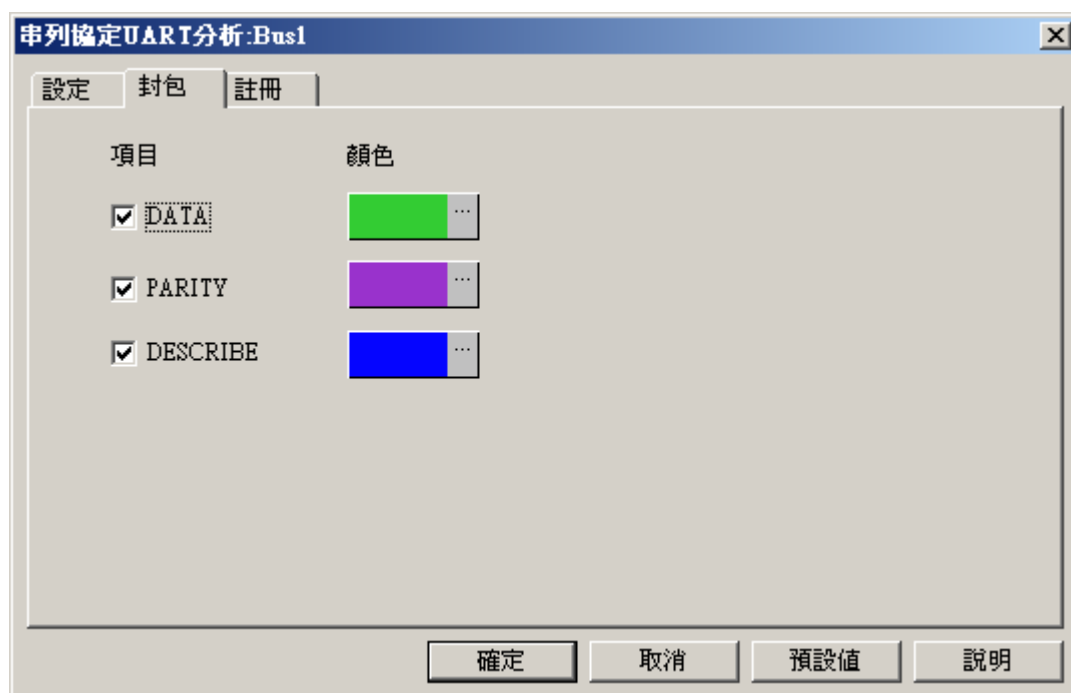 串列協定UART分析:Bus1
設定 封包 註冊
項目 顏色
DATA ...
PARITY ...
DESCRIBE ...
確定 取消 預設值 說明